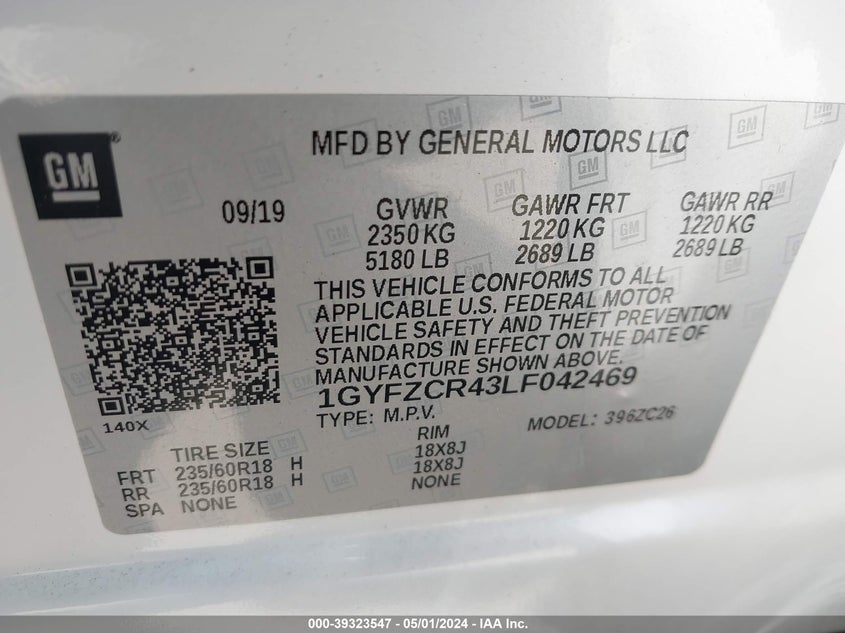 GM
MFD BY GENERAL MOTORS LLC
09/19
GVWR
2350 KG
5180 LB
GAWR FRT
1220 KG
2689 LB
GAWR RR
1220 KG
2689 LB
THIS VEHICLE CONFORMS TO ALL
APPLICABLE U.S. FEDERAL MOTOR
VEHICLE SAFETY AND THEFT PREVENTION
STANDARDS IN EFFECT ON THE DATE OF
MANUFACTURE SHOWN ABOVE.
1GYFZCR43LF042469
TYPE: M.P.V.
MODEL: 396ZC26
140X
TIRE SIZE
RIM
FRT 235/60R18 H 18X8J
RR 235/60R18 H 18X8J
SPA NONE NONE
000-39323547 - 05/01/2024 - IAA Inc.